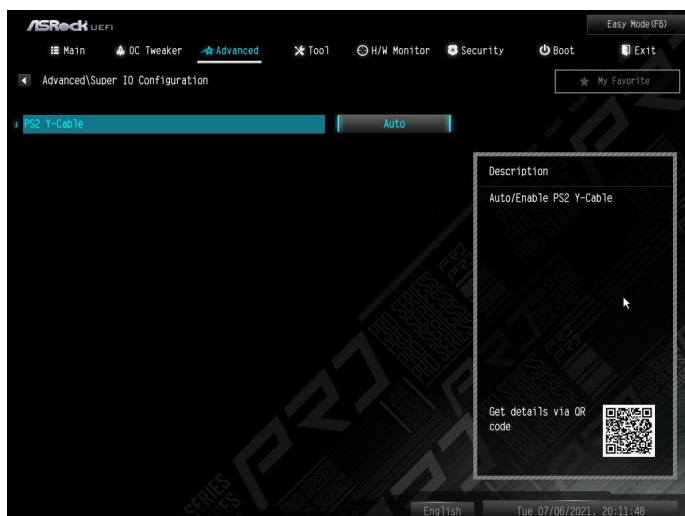 ASRock UEFI
Easy Mode(F6)
Main OC Tweaker Advanced Tool H/W Monitor Security Boot Exit
Advanced\Super IO Configuration
My Favorite
PS2 Y-Cable Auto
Description
Auto/Enable PS2 Y-Cable
Get details via QR
code
PRO SERIES
English Tue 07/06/2021. 20:11:48